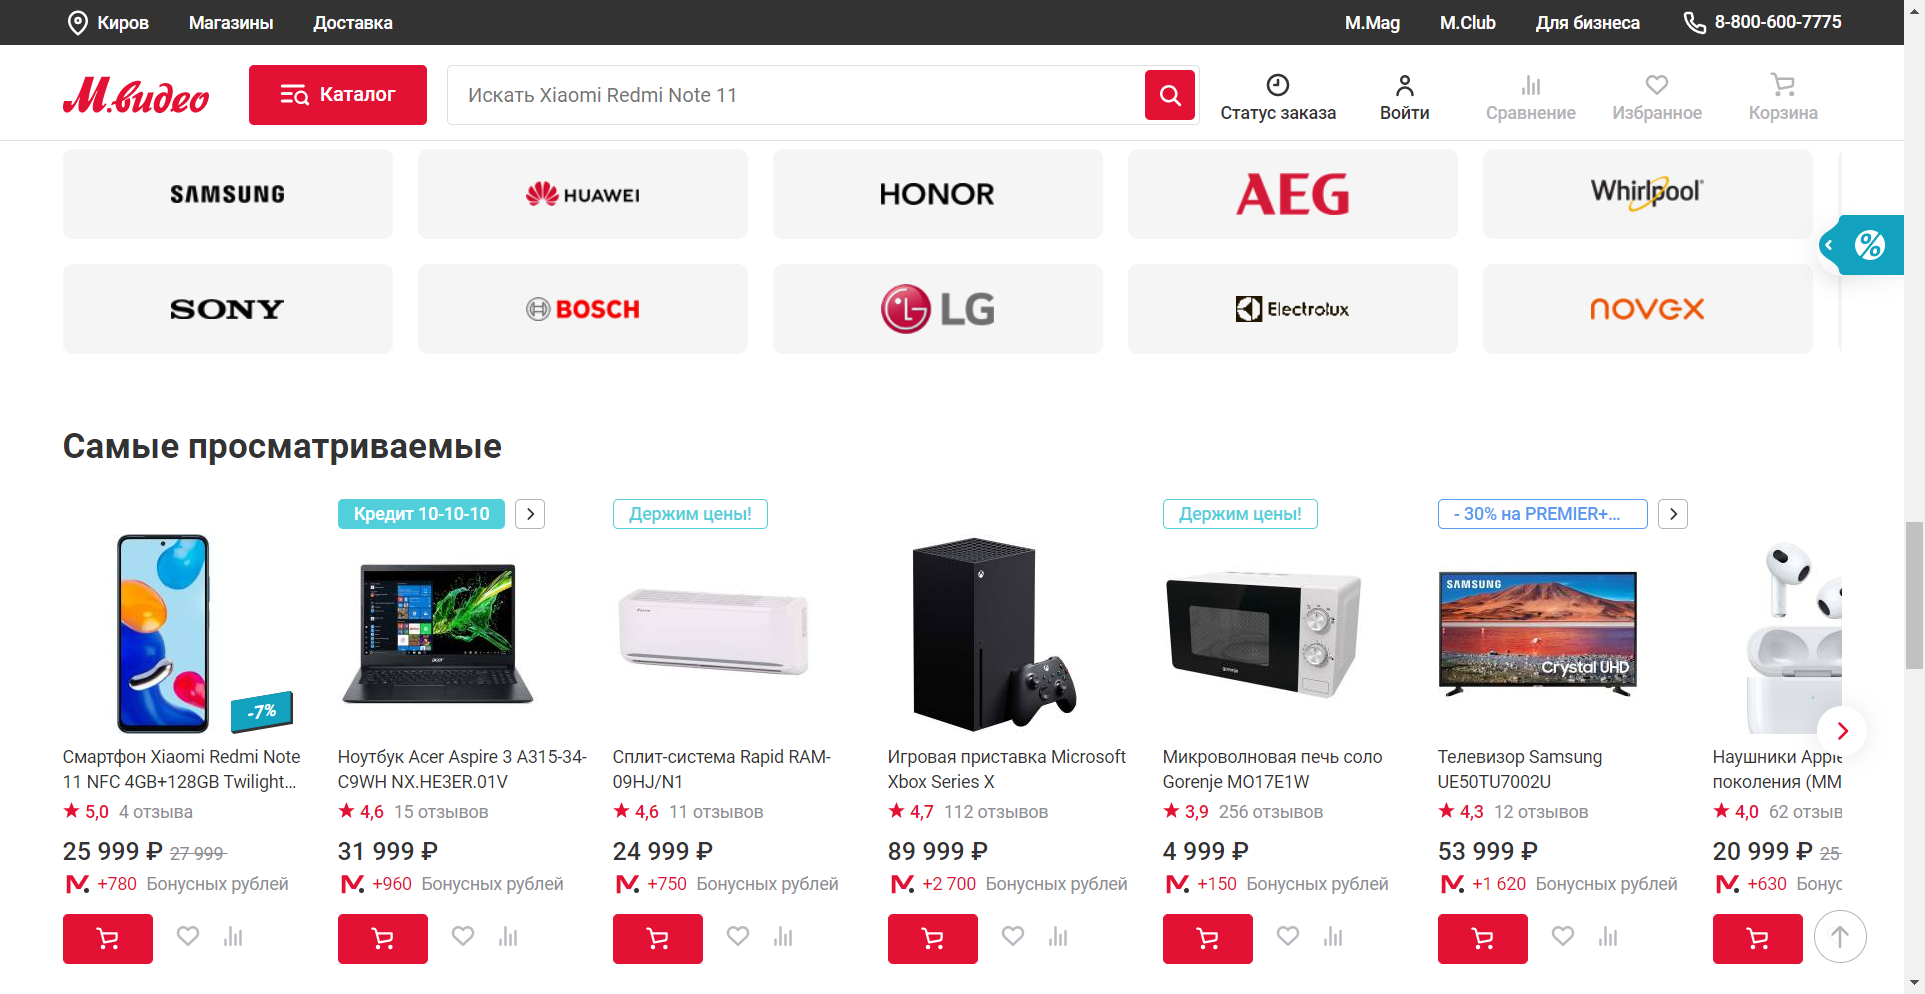 Киров Магазины Доставка M.Mag M.Club Для бизнеса 8-800-600-7775
М.видео Каталог Искать Xiaomi Redmi Note 11 Статус заказа Войти Сравнение Избранное Корзина
SAMSUNG HUAWEI HONOR AEG Whirlpool
%
SONY BOSCH LG Electrolux novex
Самые просматриваемые
Кредит 10-10-10 Держим цены! Держим цены! - 30% на PREMIER+...
SAMSUNG
Crystal UHD
acer
gorenje
-7%
Смартфон Xiaomi Redmi Note
11 NFC 4GB+128GB Twilight...
5,0 4 отзыва
25 999 ₽ 27 999
+780 Бонусных рублей
Ноутбук Acer Aspire 3 A315-34-
C9WH NX.HE3ER.01V
4,6 15 отзывов
31 999 ₽
+960 Бонусных рублей
Сплит-система Rapid RAM-
09HJ/N1
4,6 11 отзывов
24 999 ₽
+750 Бонусных рублей
Игровая приставка Microsoft
Xbox Series X
4,7 112 отзывов
89 999 ₽
+2 700 Бонусных рублей
Микроволновая печь соло
Gorenje MO17E1W
3,9 256 отзывов
4 999 ₽
+150 Бонусных рублей
Телевизор Samsung
UE50TU7002U
4,3 12 отзывов
53 999 ₽
+1 620 Бонусных рублей
Наушники Apple
поколения (MM
4,0 62 отзыв
20 999 ₽ 25
+630 Бонус